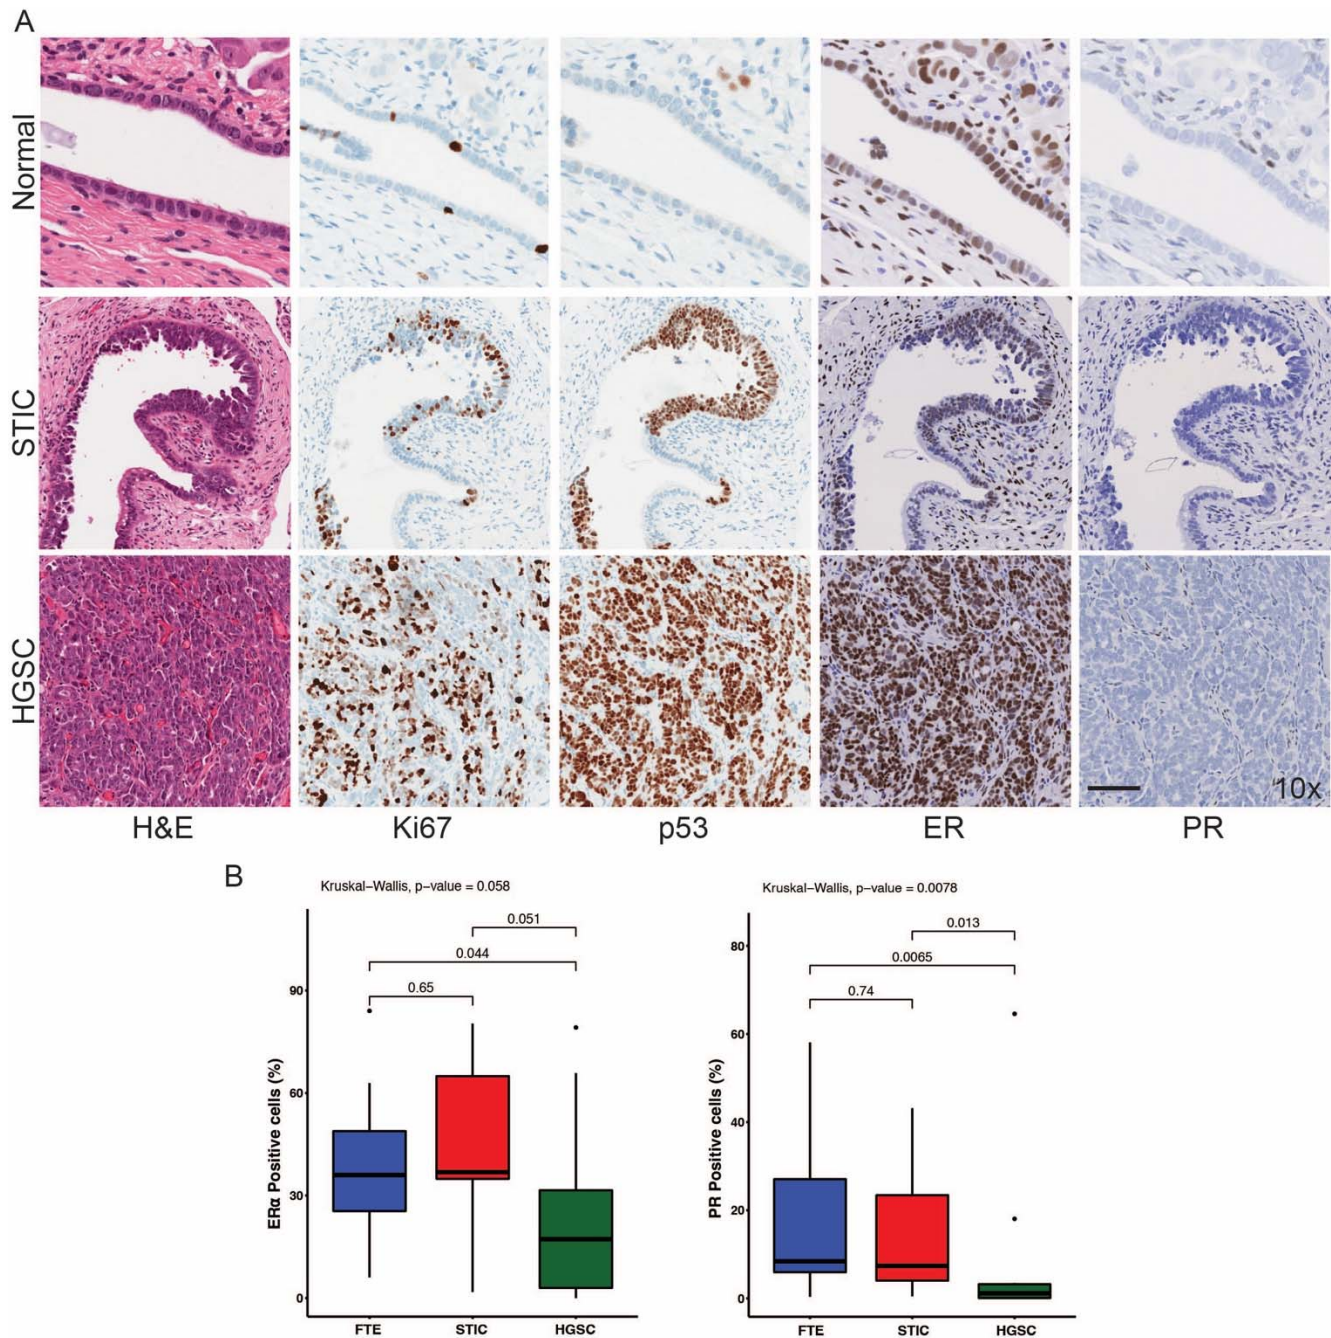 A
Normal
STIC
HGSC
10x
H&E Ki67 p53 ER PR
B
Kruskal-Wallis, p-value = 0.058
0.051
0.044
0.65
90
60
30
0
ERα Positive cells (%)
FTE STIC HGSC
Kruskal-Wallis, p-value = 0.0078
0.013
0.0065
0.74
80
60
40
20
0
PR Positive cells (%)
FTE STIC HGSC